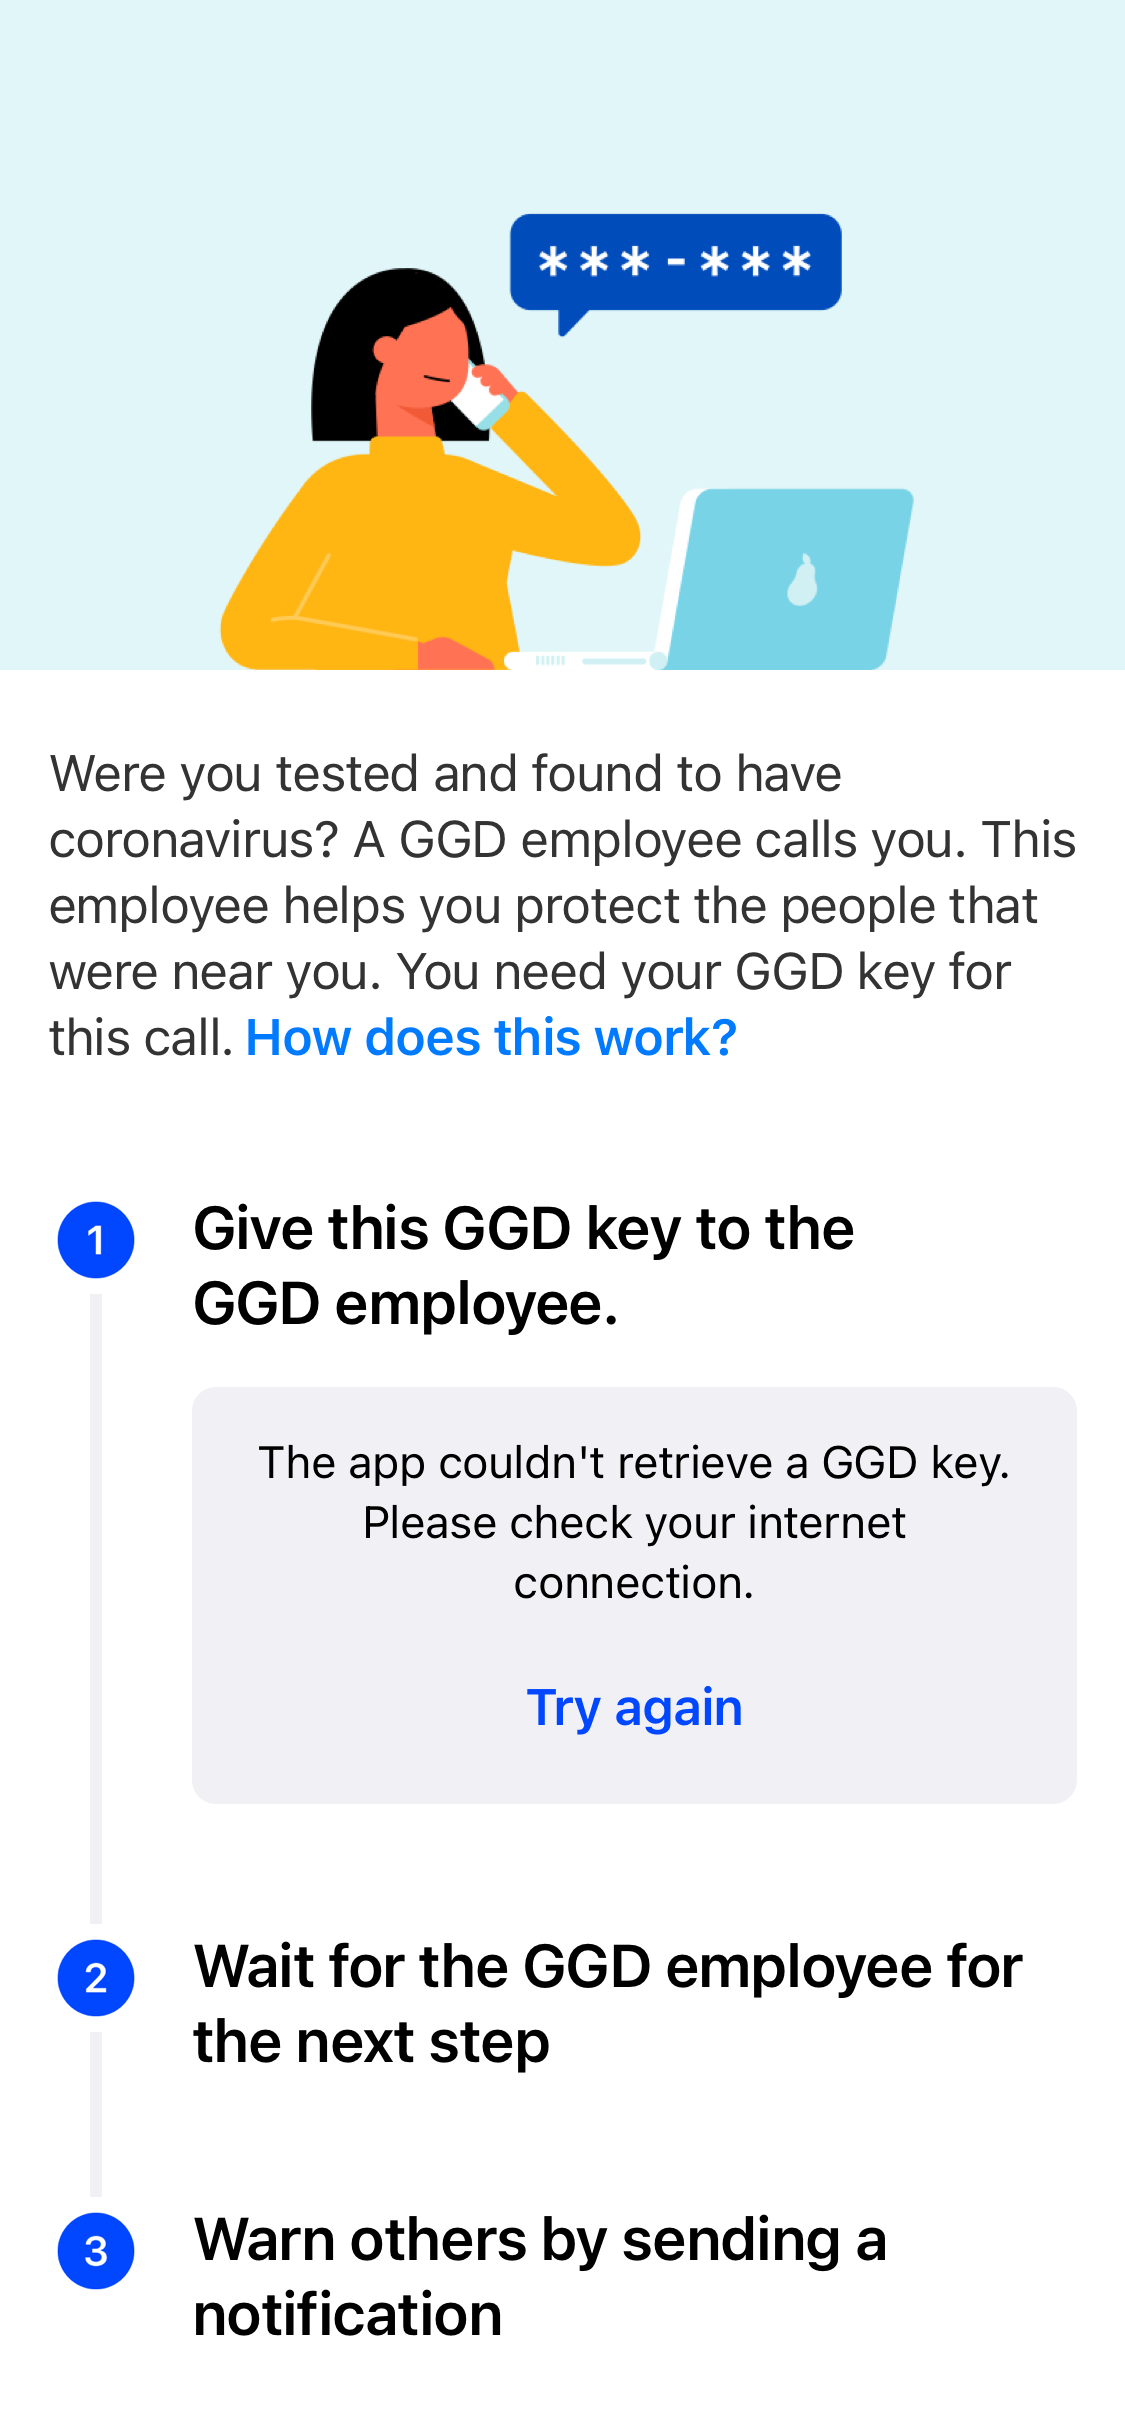 ***-***
Were you tested and found to have
coronavirus? A GGD employee calls you. This
employee helps you protect the people that
were near you. You need your GGD key for
this call. How does this work?
1
Give this GGD key to the
GGD employee.
The app couldn't retrieve a GGD key.
Please check your internet
connection.
Try again
2
Wait for the GGD employee for
the next step
3
Warn others by sending a
notification